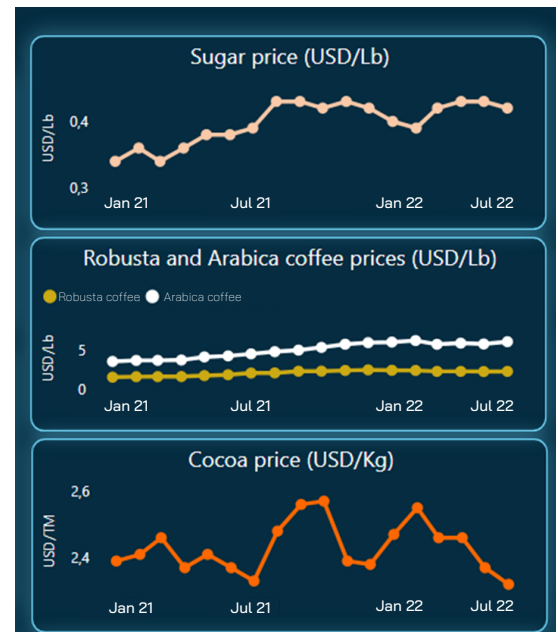 Sugar price (USD/Lb)
USD/Lb
0,4
0,3
Jan 21 Jul 21 Jan 22 Jul 22
Robusta and Arabica coffee prices (USD/Lb)
Robusta coffee Arabica coffee
USD/Lb
5
0
Jan 21 Jul 21 Jan 22 Jul 22
Cocoa price (USD/Kg)
USD/TM
2,6
2,4
Jan 21 Jul 21 Jan 22 Jul 22